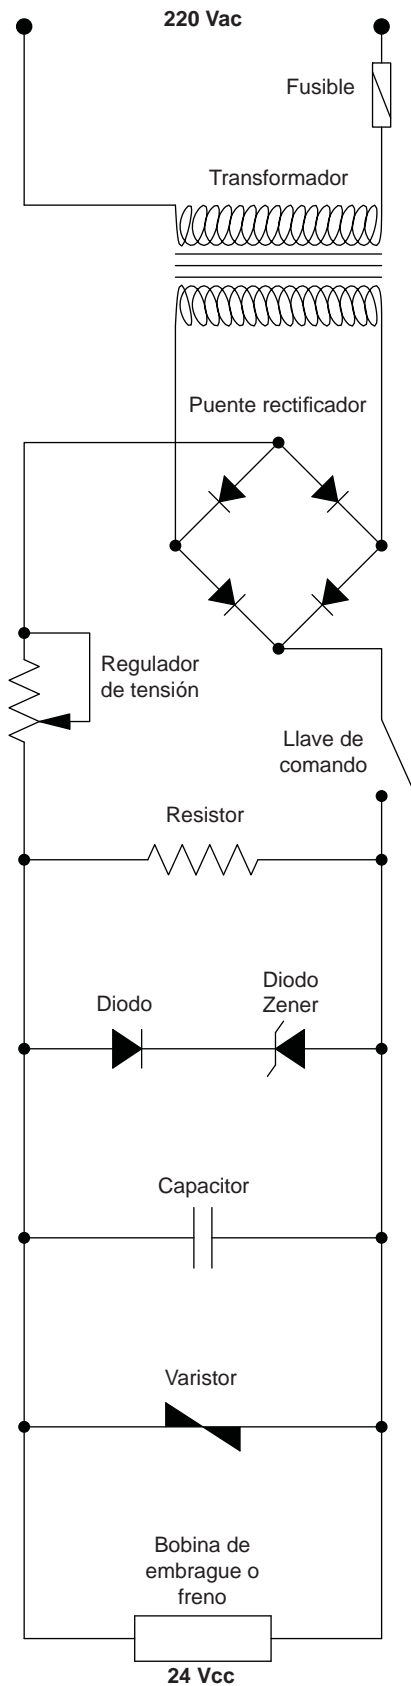 220 Vac
Fusible
Transformador
Puente rectificador
Regulador
de tensión
Llave de
comando
Resistor
Diodo
Diodo
Zener
Capacitor
Varistor
Bobina de
embrague o
freno
24 Vcc